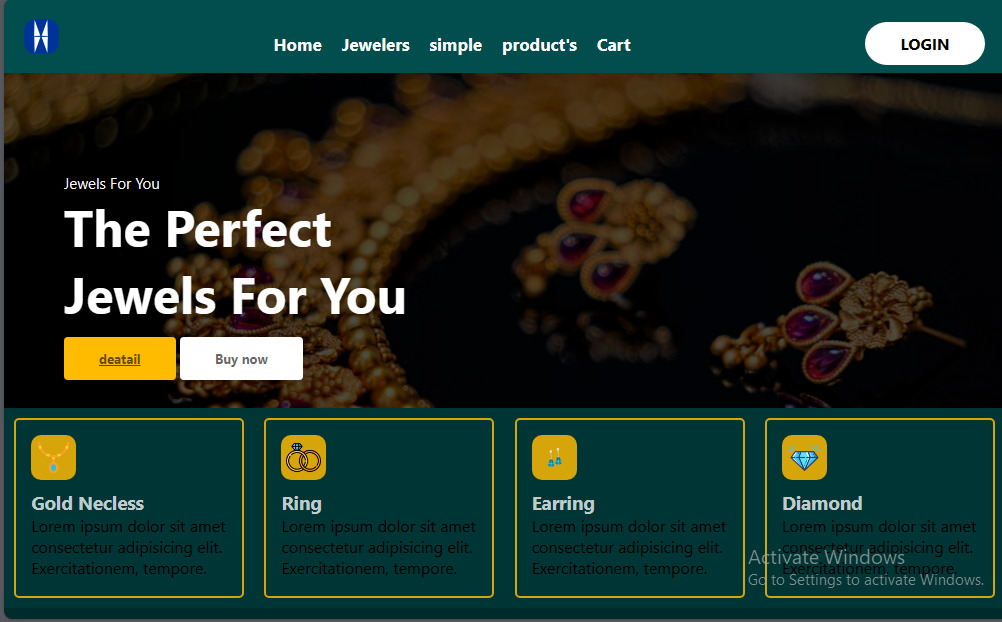 Home Jewelers simple product's Cart LOGIN
Jewels For You
The Perfect
Jewels For You
deatail Buy now
Gold Necless
Lorem ipsum dolor sit amet
consectetur adipisicing elit.
Exercitationem, tempore.
Ring
Lorem ipsum dolor sit amet
consectetur adipisicing elit.
Exercitationem, tempore.
Earring
Lorem ipsum dolor sit amet
consectetur adipisicing elit.
Exercitationem, tempore.
Diamond
Lorem ipsum dolor sit amet
consectetur adipisicing elit.
Exercitationem, tempore.
Activate Windows
Go to Settings to activate Windows.